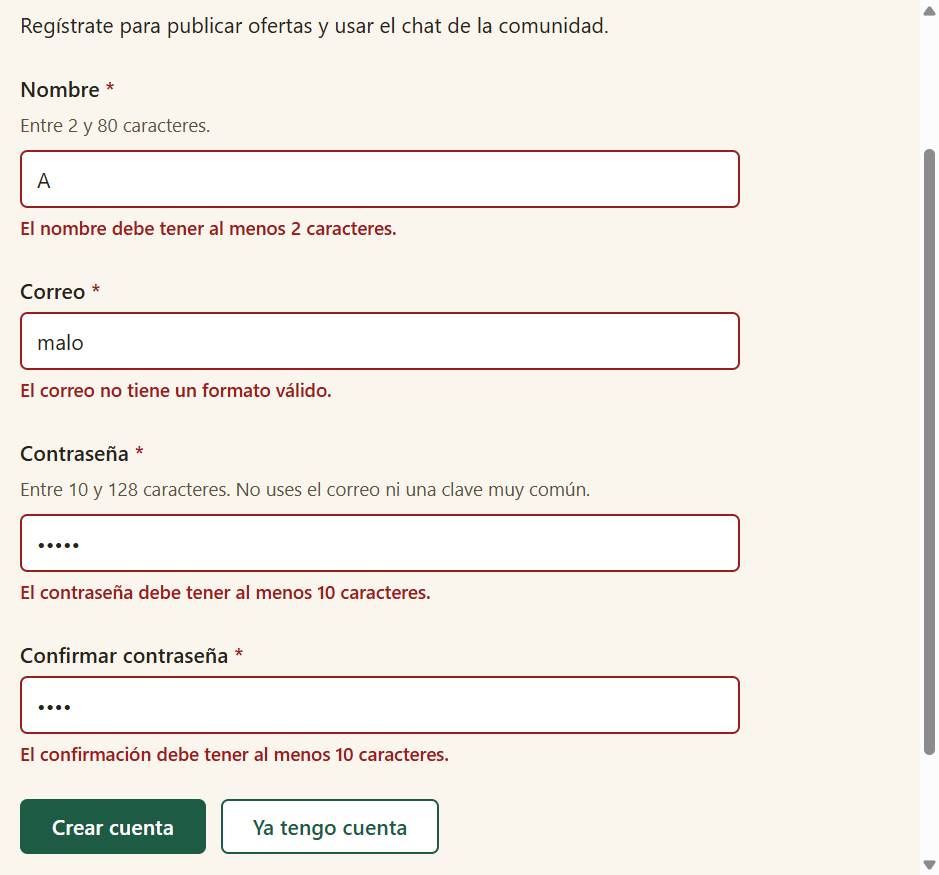 Regístrate para publicar ofertas y usar el chat de la comunidad.
Nombre *
Entre 2 y 80 caracteres.
A
El nombre debe tener al menos 2 caracteres.
Correo *
malo
El correo no tiene un formato válido.
Contraseña *
Entre 10 y 128 caracteres. No uses el correo ni una clave muy común.
•••••
El contraseña debe tener al menos 10 caracteres.
Confirmar contraseña *
••••
El confirmación debe tener al menos 10 caracteres.
Crear cuenta
Ya tengo cuenta